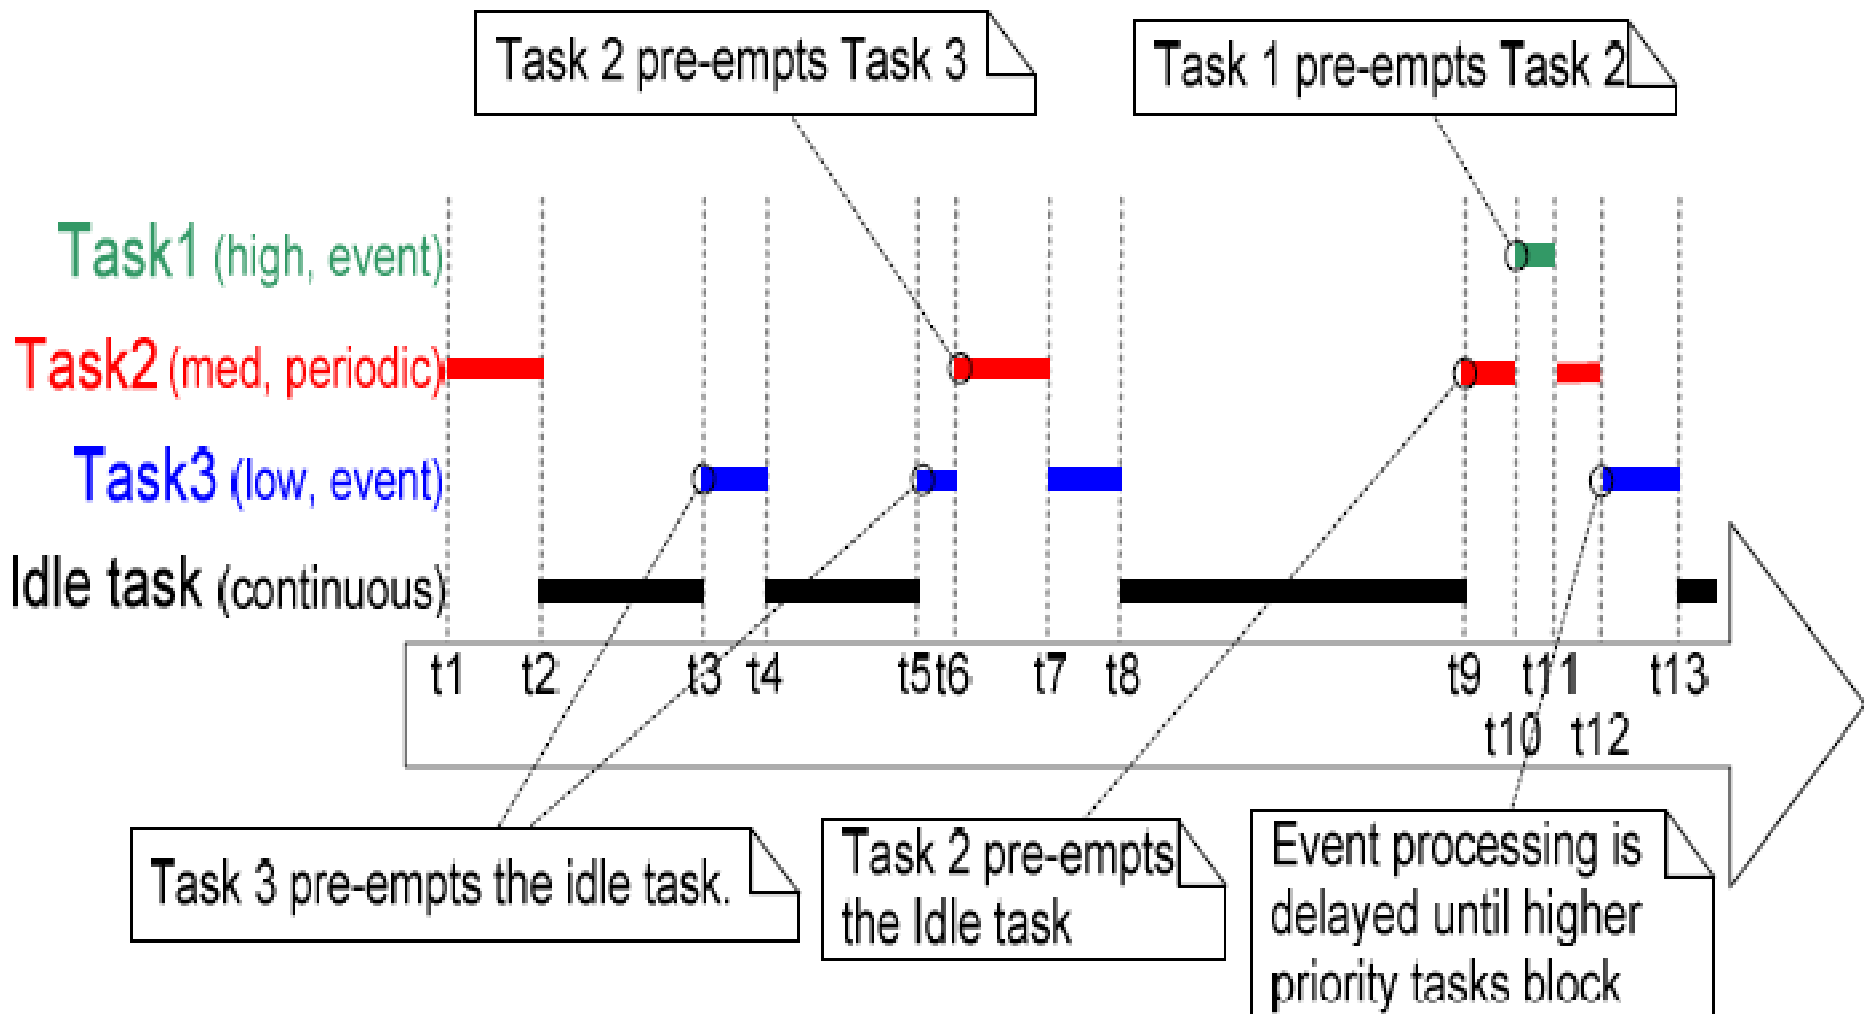 Task 2 pre-empts Task 3
Task 1 pre-empts Task 2
Task1 (high, event)
Task2 (med, periodic)
Task3 (low, event)
Idle task (continuous)
t1 t2 t3 t4 t5 t6 t7 t8 t9 t11 t13
t10 t12
Task 3 pre-empts the idle task.
Task 2 pre-empts
the Idle task
Event processing is
delayed until higher
priority tasks block